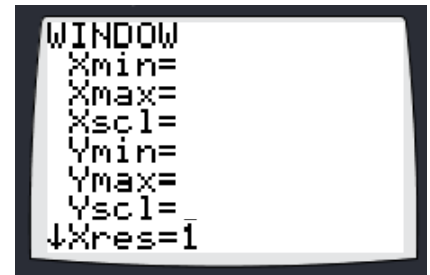 WINDOW
Xmin=
Xmax=
Xscl=
Ymin=
Ymax=
Yscl=
↓Xres=1